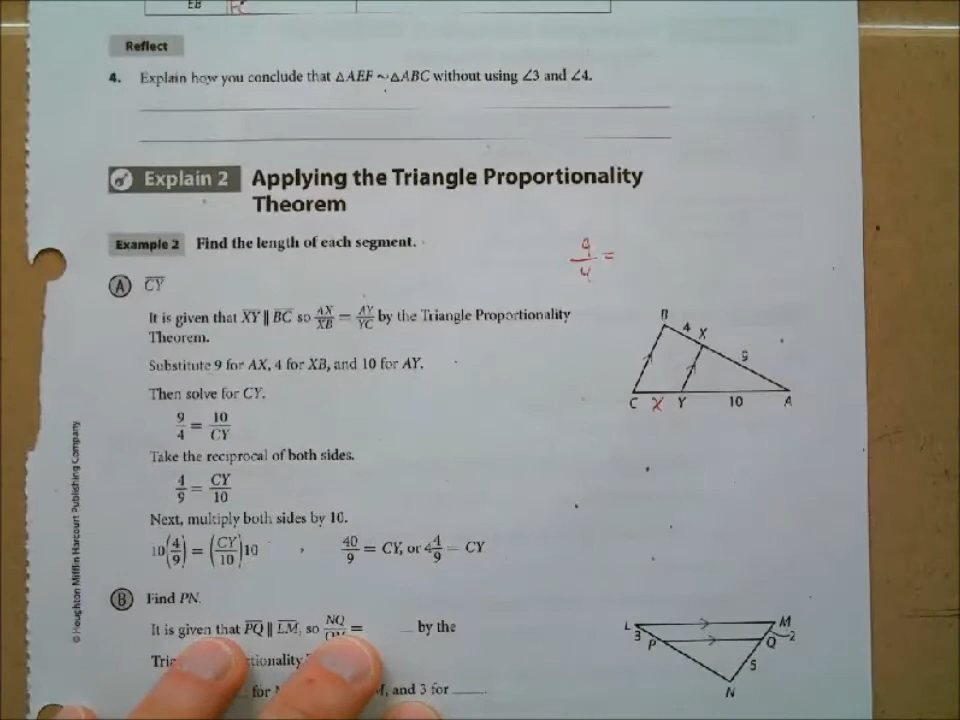 EB EC
Reflect
4. Explain how you conclude that △AEF ~ △ABC without using ∠3 and ∠4.
Explain 2 Applying the Triangle Proportionality
Theorem
Example 2 Find the length of each segment.
9/4 =
A CY
It is given that XY ∥ BC so AX/XB = AY/YC by the Triangle Proportionality
Theorem.
Substitute 9 for AX, 4 for XB, and 10 for AY.
Then solve for CY.
9/4 = 10/CY
Take the reciprocal of both sides.
4/9 = CY/10
Next, multiply both sides by 10.
10(4/9) = (CY/10)10 , 40/9 = CY, or 4 4/9 = CY
B 4 X
9
C X Y 10 A
B Find PN.
It is given that PQ ∥ LM, so NQ/QM = by the
for , and 3 for ____.
L M
3 P Q 2
5
N
© Houghton Mifflin Harcourt Publishing Company